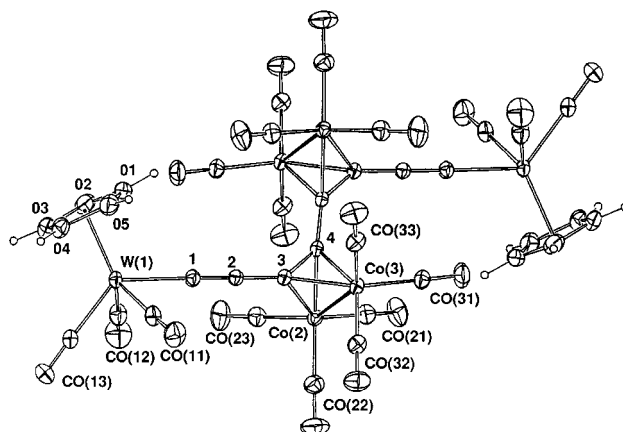 O1
O2
O3
O5
O4
4
CO(33)
W(1)
1
2
3
Co(3)
CO(31)
CO(12)
CO(11)
CO(23)
Co(2)
CO(21)
CO(13)
CO(32)
CO(22)